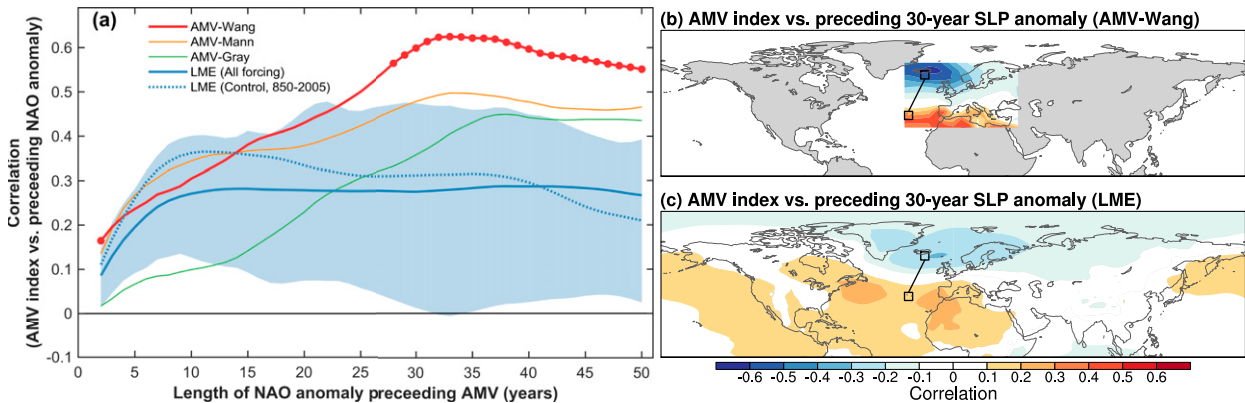 (a)
AMV-Wang
AMV-Mann
AMV-Gray
LME (All forcing)
LME (Control, 850-2005)
Correlation
(AMV index vs. preceeding NAO anomaly)
0.6
0.5
0.4
0.3
0.2
0.1
0
-0.1
0 5 10 15 20 25 30 35 40 45 50
Length of NAO anomaly preceding AMV (years)
(b) AMV index vs. preceding 30-year SLP anomaly (AMV-Wang)
(c) AMV index vs. preceding 30-year SLP anomaly (LME)
-0.6 -0.5 -0.4 -0.3 -0.2 -0.1 0 0.1 0.2 0.3 0.4 0.5 0.6
Correlation